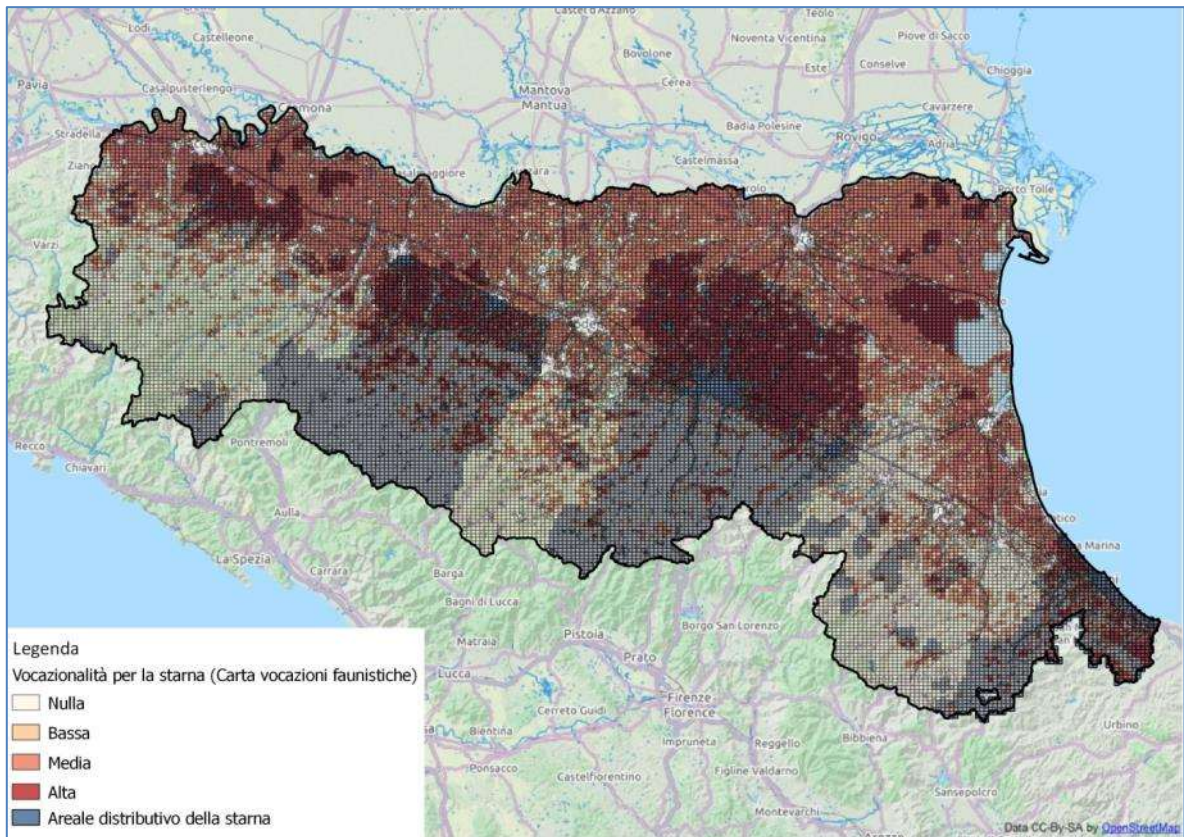 Lodi
Castelleone
Castel d'Azzano
Teolo
Noventa Vicentina
Piove di Sacco
Bovolone
Este
Conselve
Chioggia
Pavia
Casalpusterlengo
Mantova
Mantua
Cerea
Cavarzere
Stradella
Badia Polesine
Rovigo
Adria
Castelmassa
Porto Tolle
Varzi
Recco
Chiavari
Pontremoli
Aulla
La Spezia
Carrara
Barga
Bagni di Lucca
Marina
Legenda
Vocazionalità per la starna (Carta vocazioni faunistiche)
Nulla
Bassa
Media
Alta
Areale distributivo della starna
Matraia
Lucca
Pistoia
Prato
Borgo San Lorenzo
Firenze
Florence
Cerreto Guidi
Bientina
Impruneta
Reggello
Bibbiena
Urbino
Ponsacco
Castelfiorentino
Figline Valdarno
Montevarchi
Sansepolcro
Data CC-By-SA by OpenStreetMap